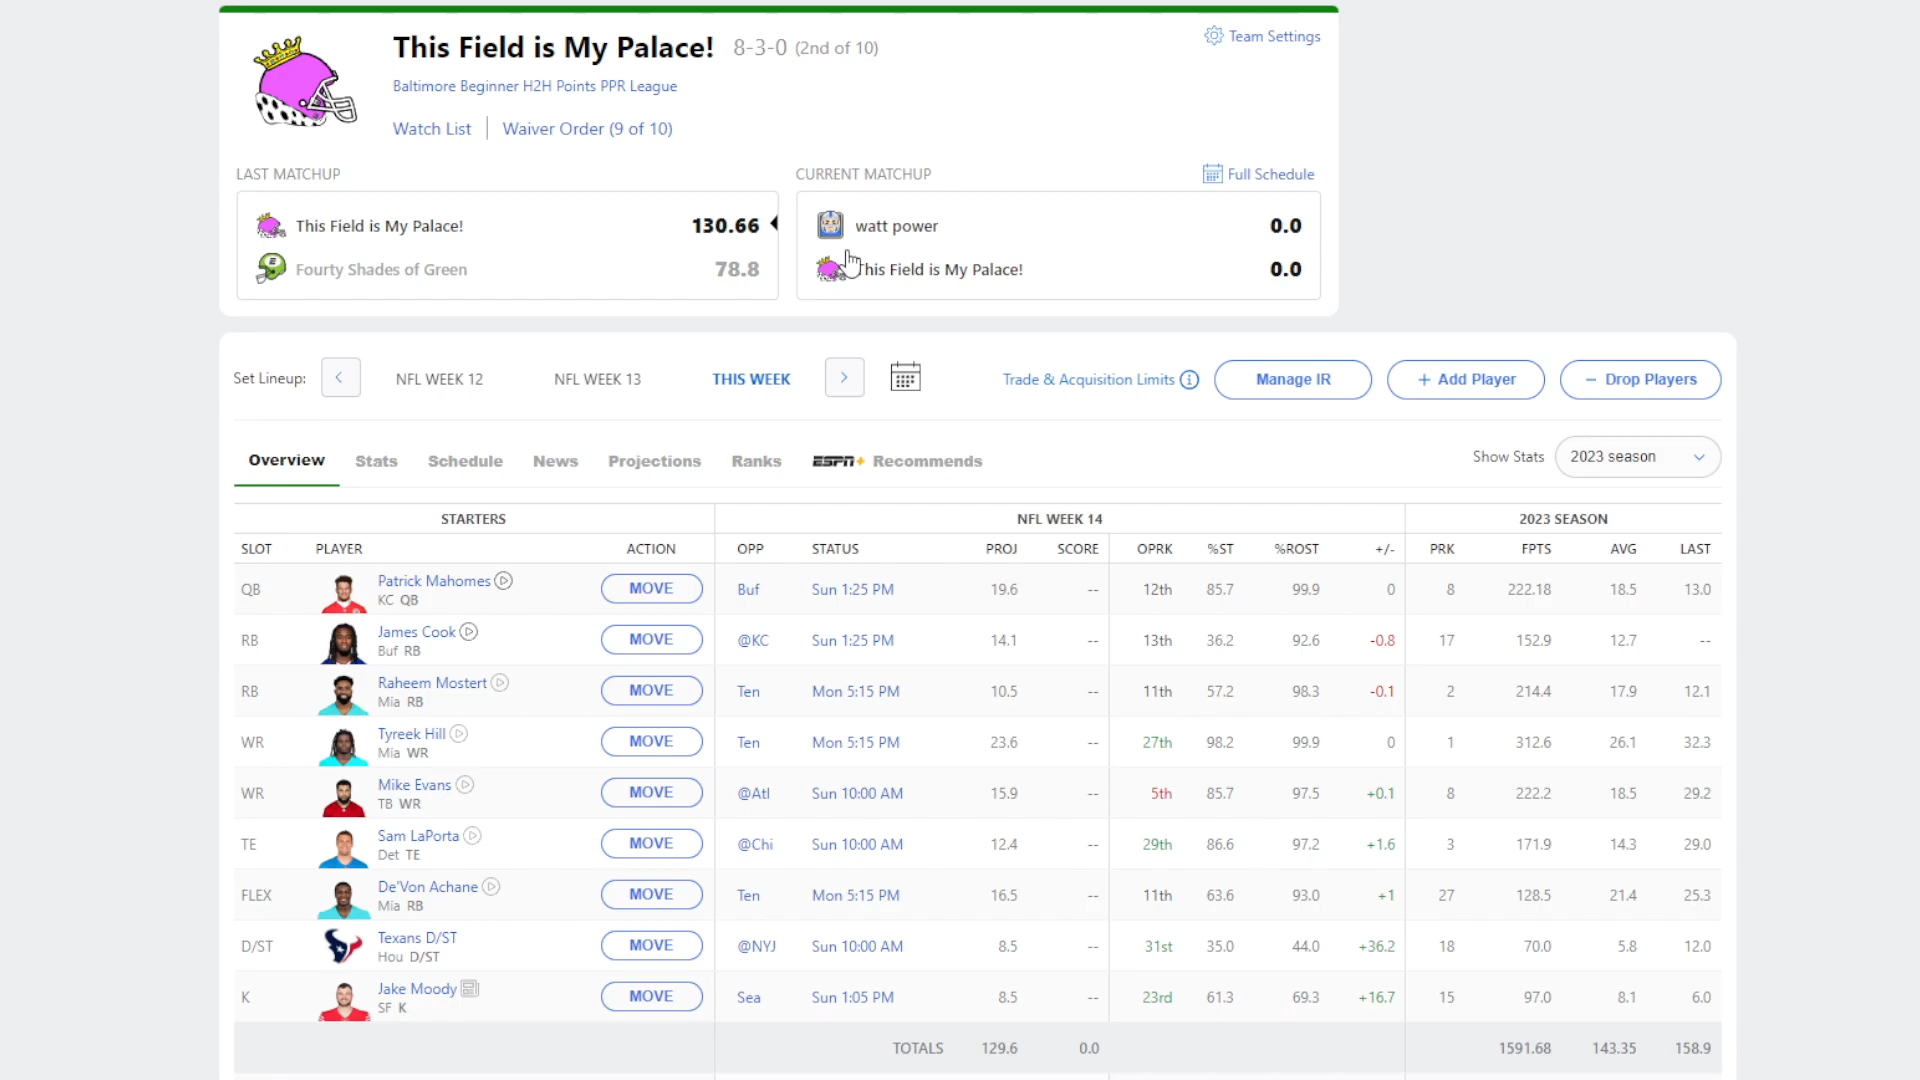 This Field is My Palace! 8-3-0 (2nd of 10)
Team Settings
Baltimore Beginner H2H Points PPR League
Watch List | Waiver Order (9 of 10)
LAST MATCHUP
This Field is My Palace! 130.66
Fourty Shades of Green 78.8
CURRENT MATCHUP
Full Schedule
watt power 0.0
This Field is My Palace! 0.0
Set Lineup: NFL WEEK 12 NFL WEEK 13 THIS WEEK
Trade & Acquisition Limits
Manage IR
+ Add Player
− Drop Players
Overview Stats Schedule News Projections Ranks ESPN+ Recommends
Show Stats 2023 season
STARTERS NFL WEEK 14 2023 SEASON
SLOT PLAYER ACTION OPP STATUS PROJ SCORE OPRK %ST %ROST +/- PRK FPTS AVG LAST
QB Patrick Mahomes MOVE Buf Sun 1:25 PM 19.6 -- 12th 85.7 99.9 0 8 222.18 18.5 13.0
KC QB
RB James Cook MOVE @KC Sun 1:25 PM 14.1 -- 13th 36.2 92.6 -0.8 17 152.9 12.7 --
Buf RB
RB Raheem Mostert MOVE Ten Mon 5:15 PM 10.5 -- 11th 57.2 98.3 -0.1 2 214.4 17.9 12.1
Mia RB
WR Tyreek Hill MOVE Ten Mon 5:15 PM 23.6 -- 27th 98.2 99.9 0 1 312.6 26.1 32.3
Mia WR
WR Mike Evans MOVE @Atl Sun 10:00 AM 15.9 -- 5th 85.7 97.5 +0.1 8 222.2 18.5 29.2
TB WR
TE Sam LaPorta MOVE @Chi Sun 10:00 AM 12.4 -- 29th 86.6 97.2 +1.6 3 171.9 14.3 29.0
Det TE
FLEX De'Von Achane MOVE Ten Mon 5:15 PM 16.5 -- 11th 63.6 93.0 +1 27 128.5 21.4 25.3
Mia RB
D/ST Texans D/ST MOVE @NYJ Sun 10:00 AM 8.5 -- 31st 35.0 44.0 +36.2 18 70.0 5.8 12.0
Hou D/ST
K Jake Moody MOVE Sea Sun 1:05 PM 8.5 -- 23rd 61.3 69.3 +16.7 15 97.0 8.1 6.0
SF K
TOTALS 129.6 0.0 1591.68 143.35 158.9